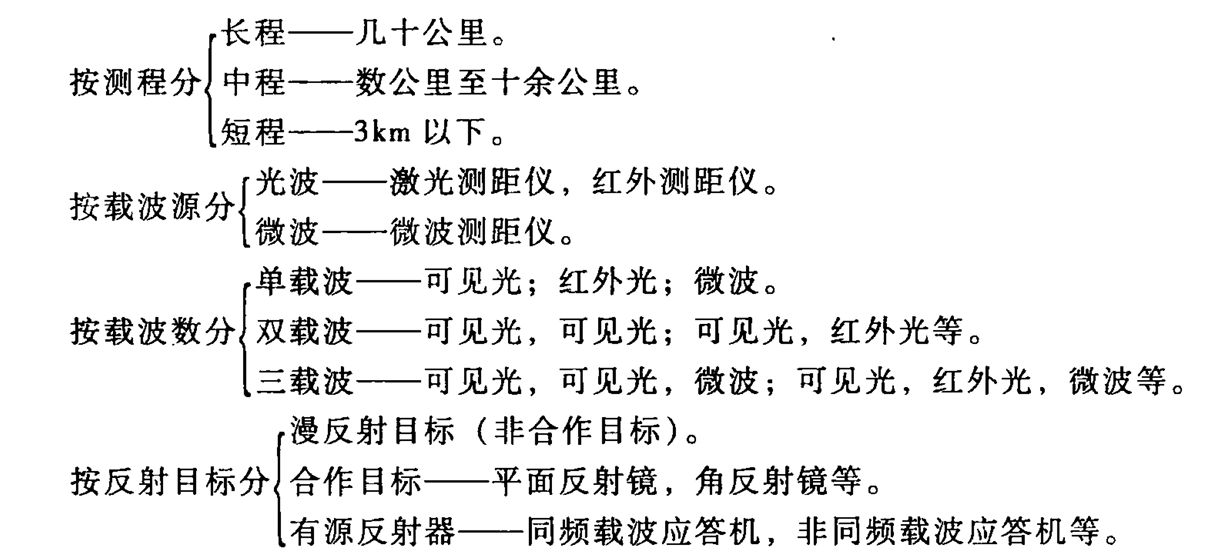 长程——几十公里。
按测程分 中程——数公里至十余公里。
短程——3km 以下。
光波——激光测距仪，红外测距仪。
按载波源分
微波——微波测距仪。
单载波——可见光；红外光；微波。
按载波数分 双载波——可见光，可见光；可见光，红外光等。
三载波——可见光，可见光，微波；可见光，红外光，微波等。
漫反射目标（非合作目标）。
按反射目标分 合作目标——平面反射镜，角反射镜等。
有源反射器——同频载波应答机，非同频载波应答机等。